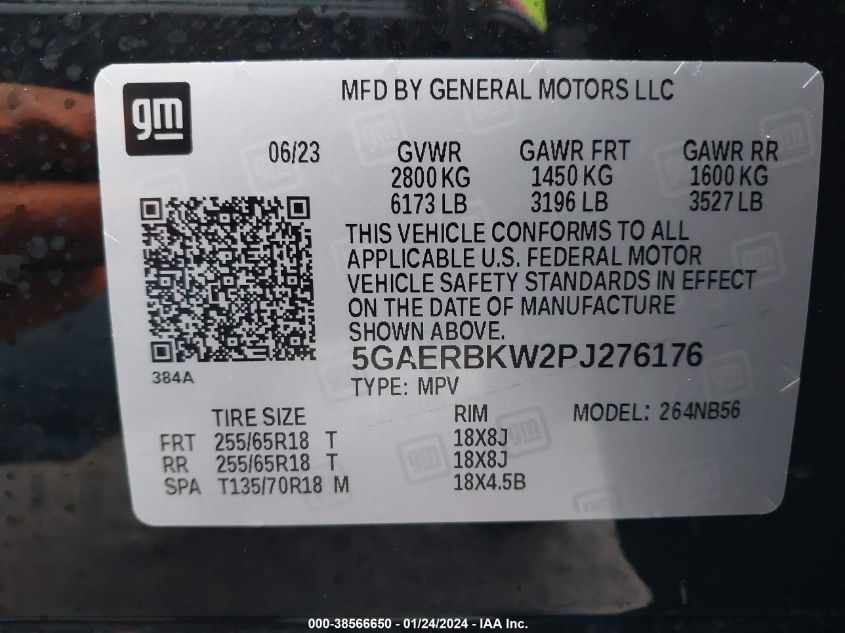 gm
MFD BY GENERAL MOTORS LLC
06/23 GVWR GAWR FRT GAWR RR
2800 KG 1450 KG 1600 KG
6173 LB 3196 LB 3527 LB
THIS VEHICLE CONFORMS TO ALL
APPLICABLE U.S. FEDERAL MOTOR
VEHICLE SAFETY STANDARDS IN EFFECT
ON THE DATE OF MANUFACTURE
SHOWN ABOVE.
5GAERBKW2PJ276176
384A
TYPE: MPV
TIRE SIZE RIM MODEL: 264NB56
FRT 255/65R18 T 18X8J
RR 255/65R18 T 18X8J
SPA T135/70R18 M 18X4.5B
000-38566650 - 01/24/2024 - IAA Inc.